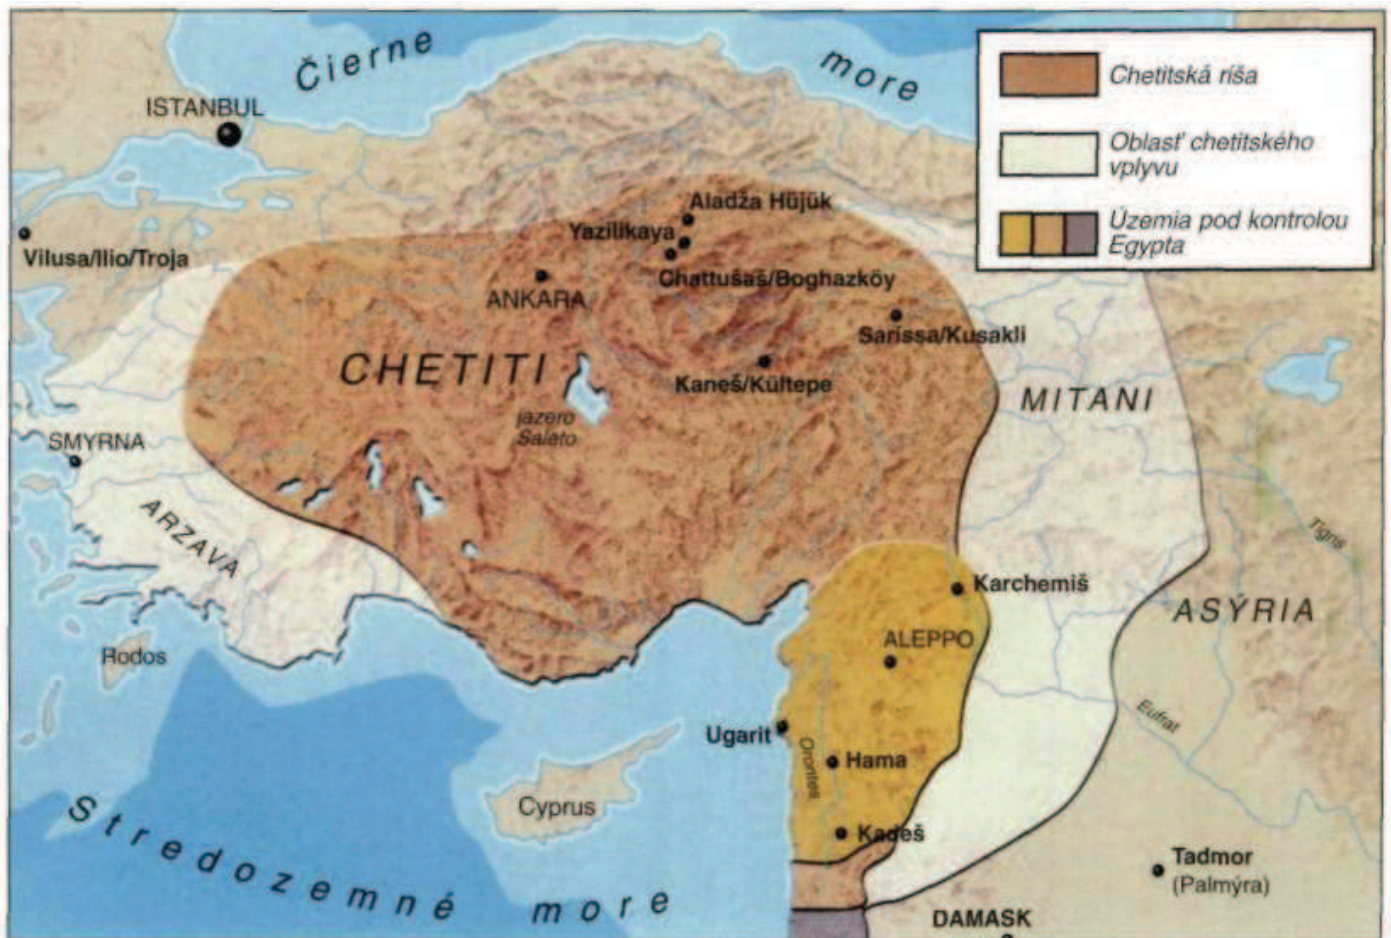 Čierne more
Chetitská ríša
Oblasť chetitského
vplyvu
Územia pod kontrolou
Egypta
ISTANBUL
Vilusa/Ilio/Troja
Aladža Hüjük
Yazilikaya
Chattušaš/Boghazköy
ANKARA
Sarissa/Kusakli
CHETITI
Kaneš/Kültepe
jazero
Saleto
MITANI
SMYRNA
ARZAVA
Tigris
Karchemiš
ASÝRIA
ALEPPO
Rodos
Eufrat
Ugarit
Orontes
Hama
Cyprus
Kadeš
Stredozemné more
Tadmor
(Palmýra)
DAMASK